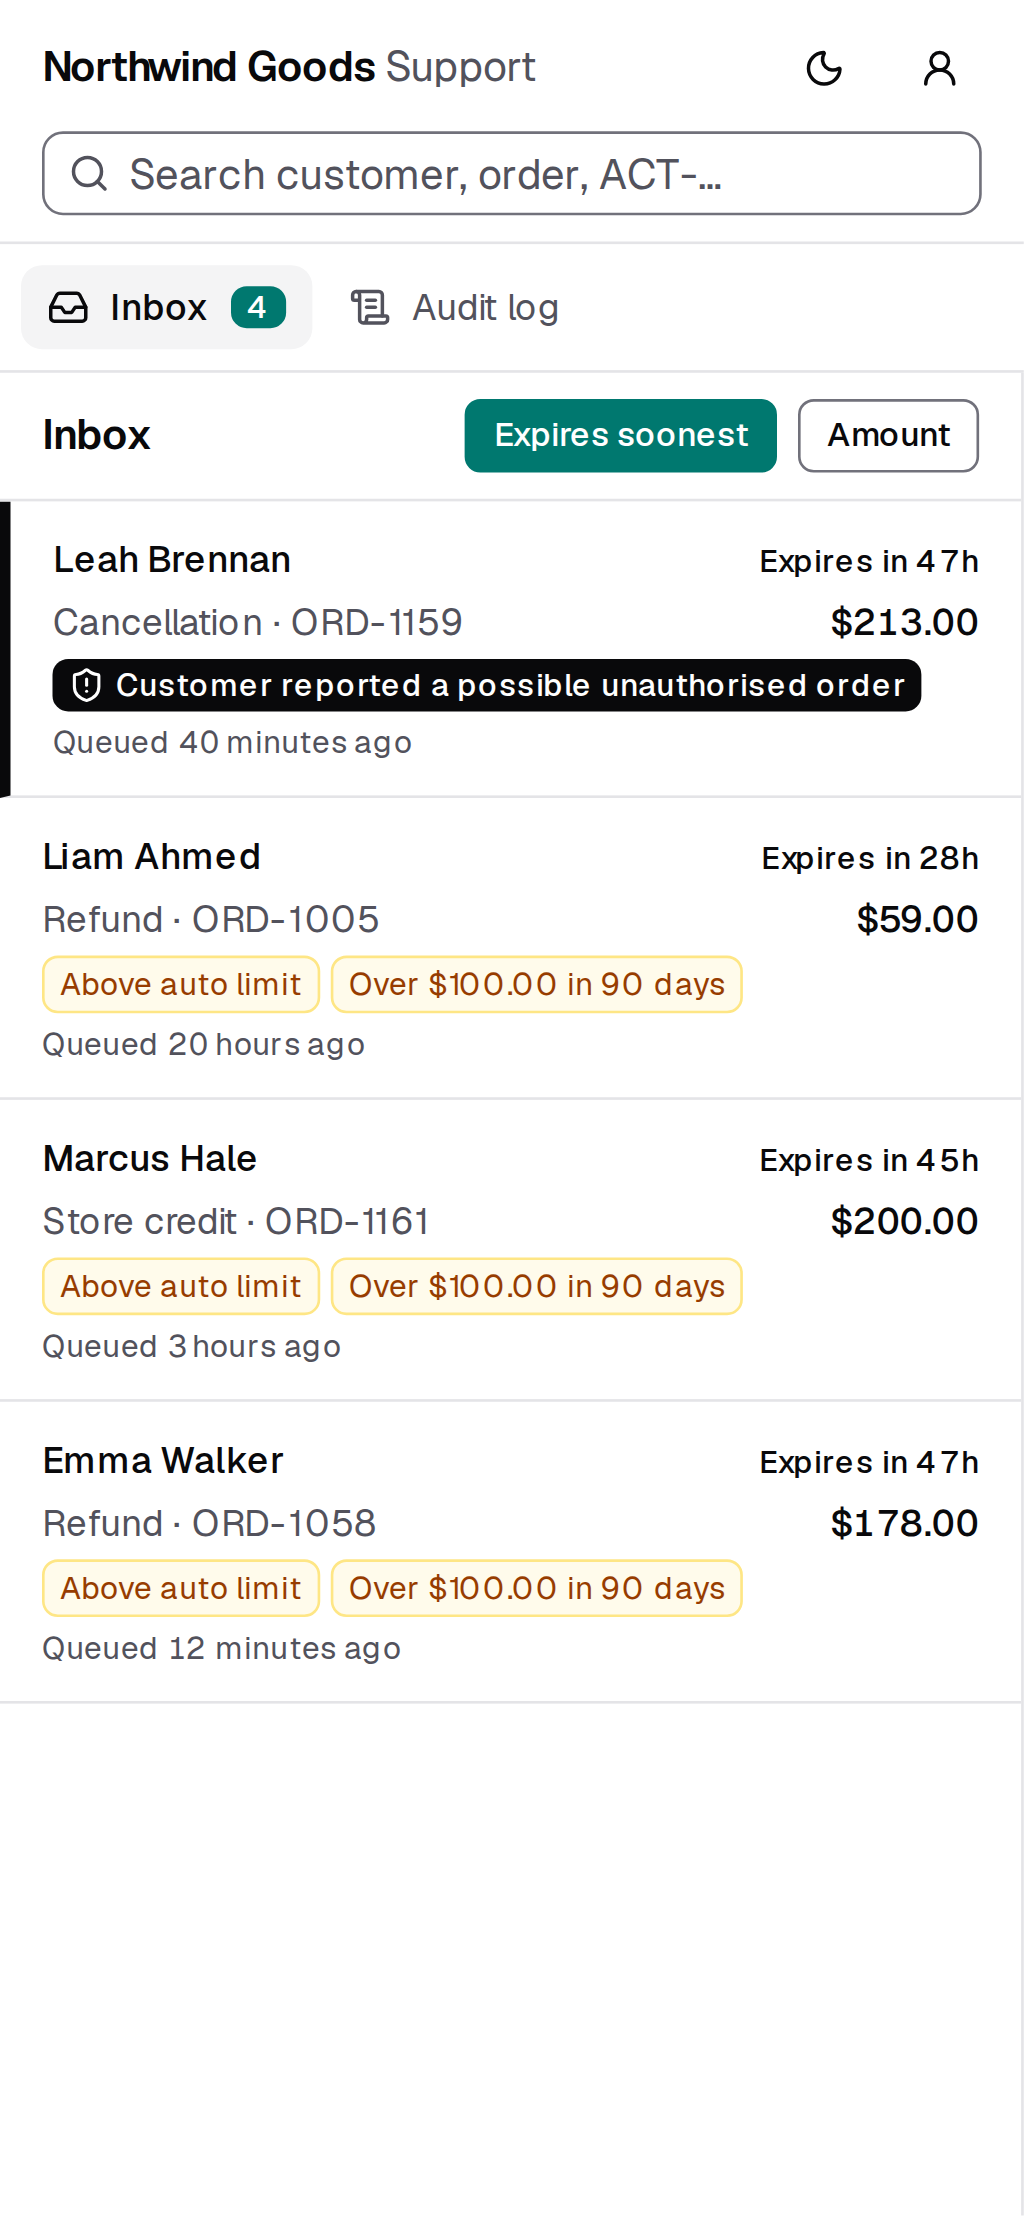 Northwind Goods Support
Search customer, order, ACT-…
Inbox 4 Audit log
Inbox Expires soonest Amount
Leah Brennan Expires in 47h
Cancellation · ORD-1159 $213.00
Customer reported a possible unauthorised order
Queued 40 minutes ago
Liam Ahmed Expires in 28h
Refund · ORD-1005 $59.00
Above auto limit Over $100.00 in 90 days
Queued 20 hours ago
Marcus Hale Expires in 45h
Store credit · ORD-1161 $200.00
Above auto limit Over $100.00 in 90 days
Queued 3 hours ago
Emma Walker Expires in 47h
Refund · ORD-1058 $178.00
Above auto limit Over $100.00 in 90 days
Queued 12 minutes ago